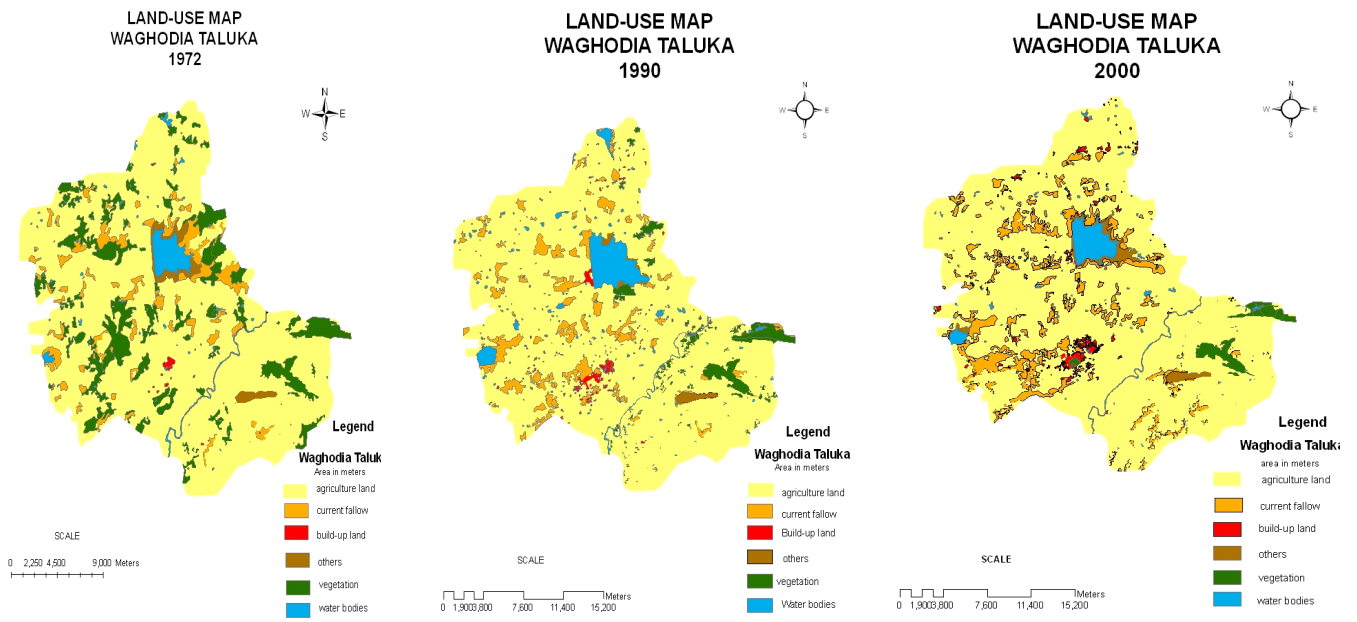 LAND-USE MAP
WAGHODIA TALUKA
1972
N
W E
S
Legend
Waghodia Taluk
Area in meters
agriculture land
current fallow
build-up land
others
vegetation
water bodies
SCALE
0 2,250 4,500 9,000 Meters
LAND-USE MAP
WAGHODIA TALUKA
1990
N
W E
S
Legend
Waghodia Taluka
Area in meters
agriculture land
current fallow
Build-up Land
others
vegetation
Water bodies
SCALE
Meters
0 1,9003,800 7,600 11,400 15,200
LAND-USE MAP
WAGHODIA TALUKA
2000
N
W E
S
Legend
Waghodia Taluka
area in meters
agriculture land
current fallow
build-up land
others
vegetation
water bodies
SCALE
Meters
0 1,9003,800 7,600 11,400 15,200